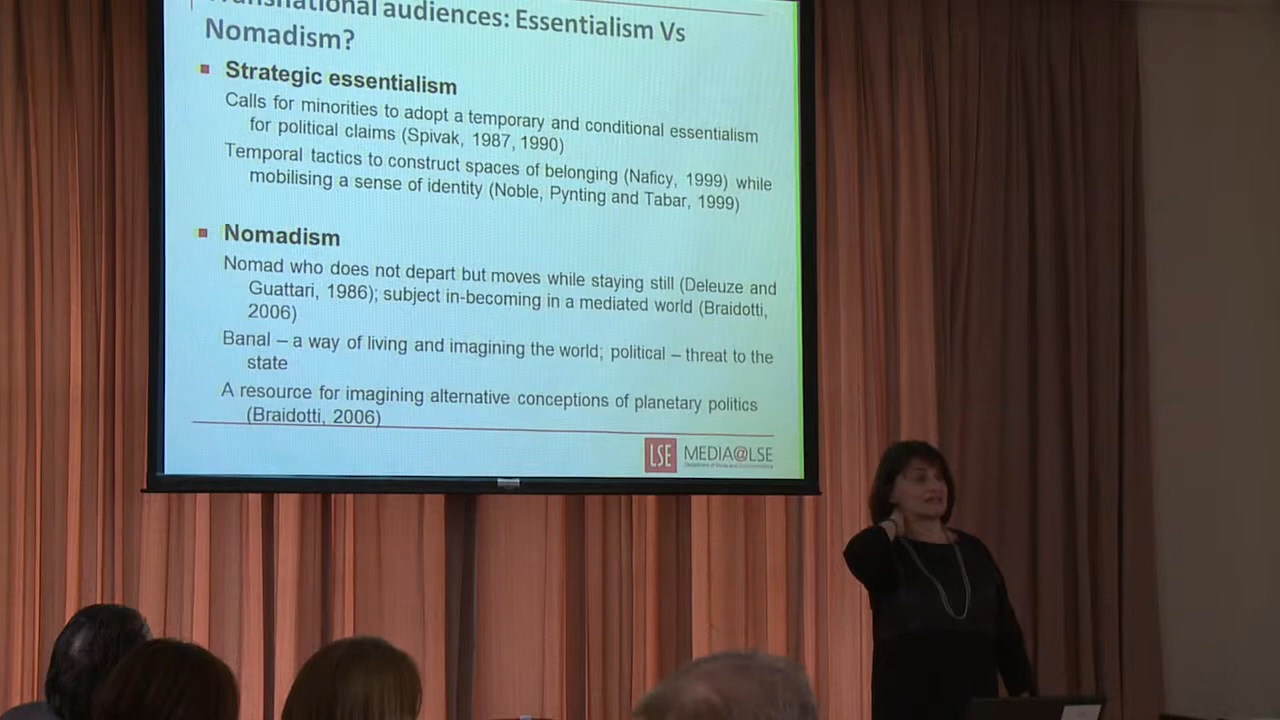 Transnational audiences: Essentialism Vs
Nomadism?
Strategic essentialism
Calls for minorities to adopt a temporary and conditional essentialism
for political claims (Spivak, 1987, 1990)
Temporal tactics to construct spaces of belonging (Naficy, 1999) while
mobilising a sense of identity (Noble, Pynting and Tabar, 1999)
Nomadism
Nomad who does not depart but moves while staying still (Deleuze and
Guattari, 1986); subject in-becoming in a mediated world (Braidotti,
2006)
Banal – a way of living and imagining the world; political – threat to the
state
A resource for imagining alternative conceptions of planetary politics
(Braidotti, 2006)
LSE MEDIA@LSE